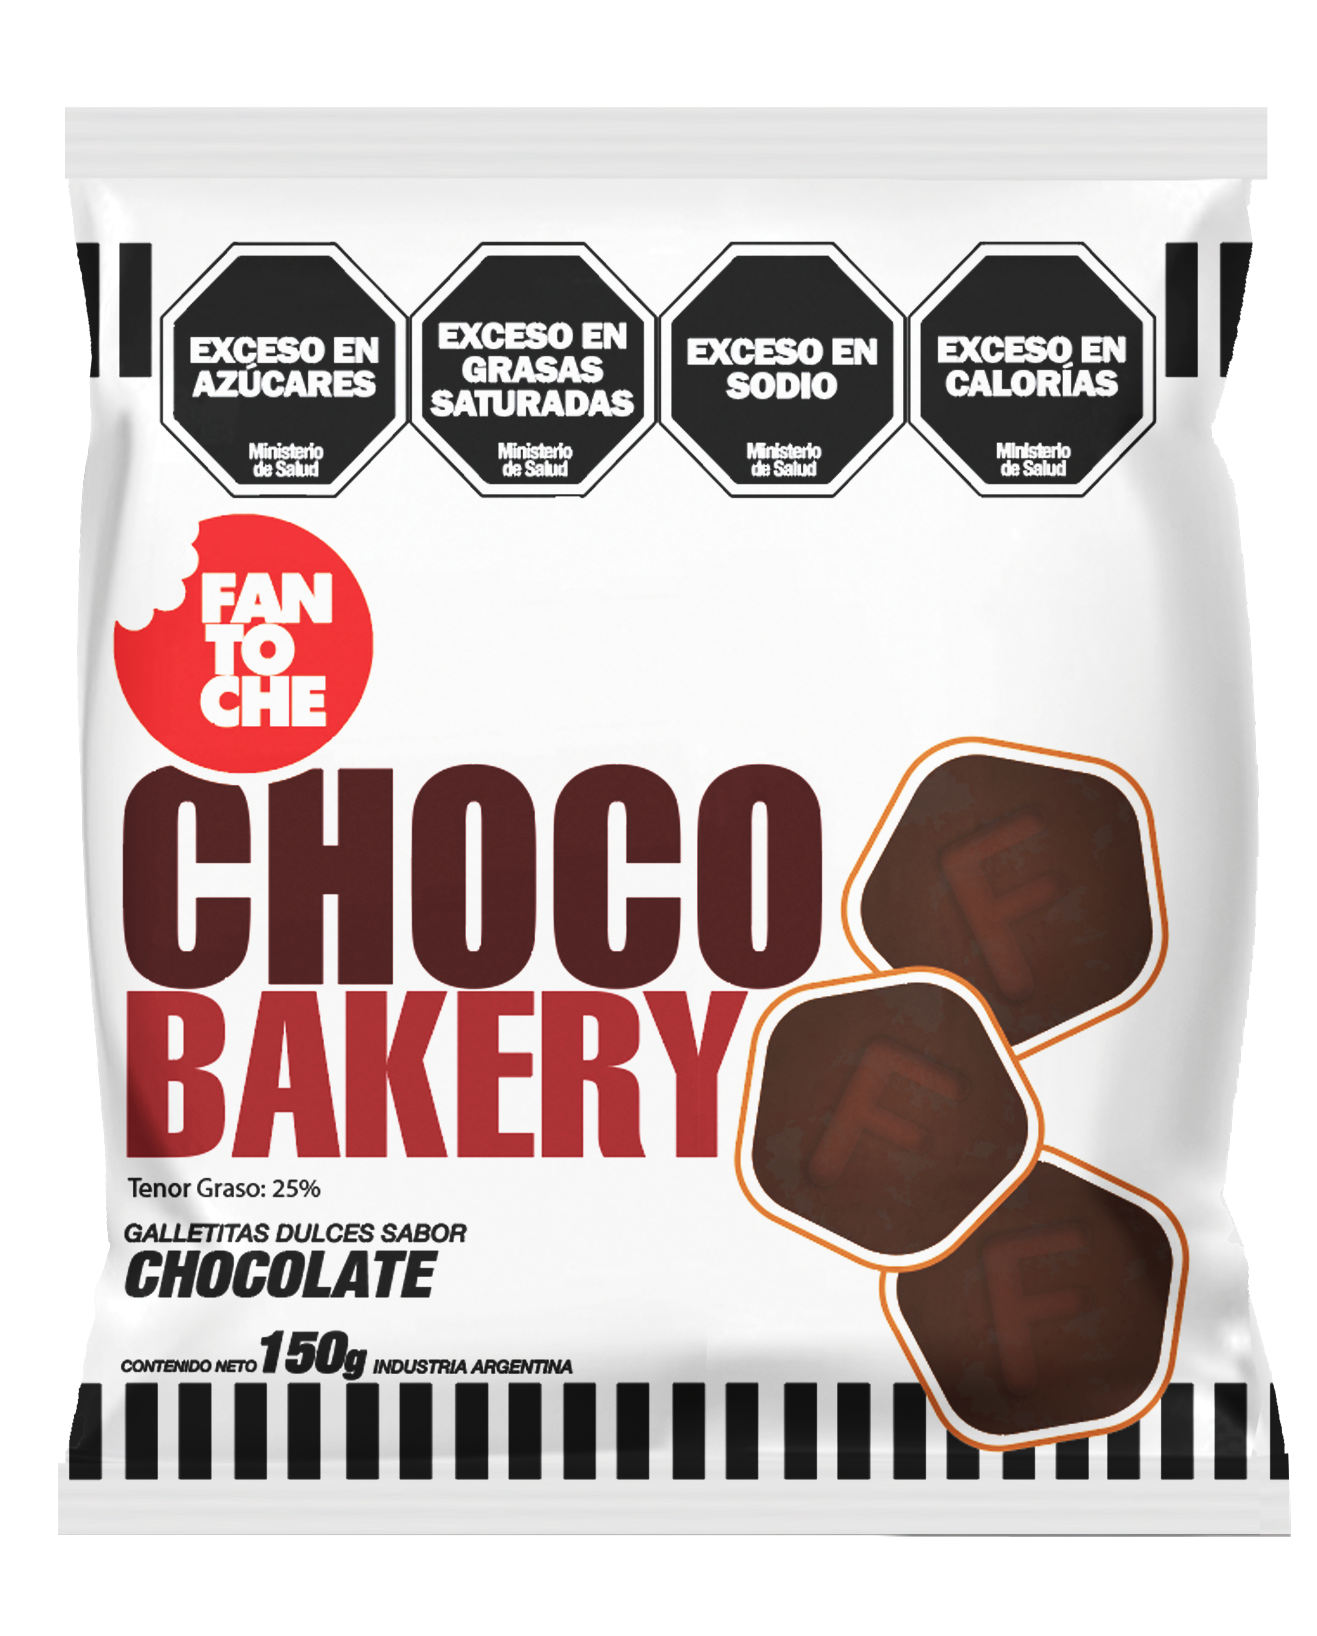 EXCESO EN
AZÚCARES
Ministerio
de Salud
EXCESO EN
GRASAS
SATURADAS
Ministerio
de Salud
EXCESO EN
SODIO
Ministerio
de Salud
EXCESO EN
CALORÍAS
Ministerio
de Salud
FAN
TO
CHE
CHOCO
BAKERY
Tenor Graso: 25%
GALLETITAS DULCES SABOR
CHOCOLATE
CONTENIDO NETO 150g INDUSTRIA ARGENTINA
F
F
F